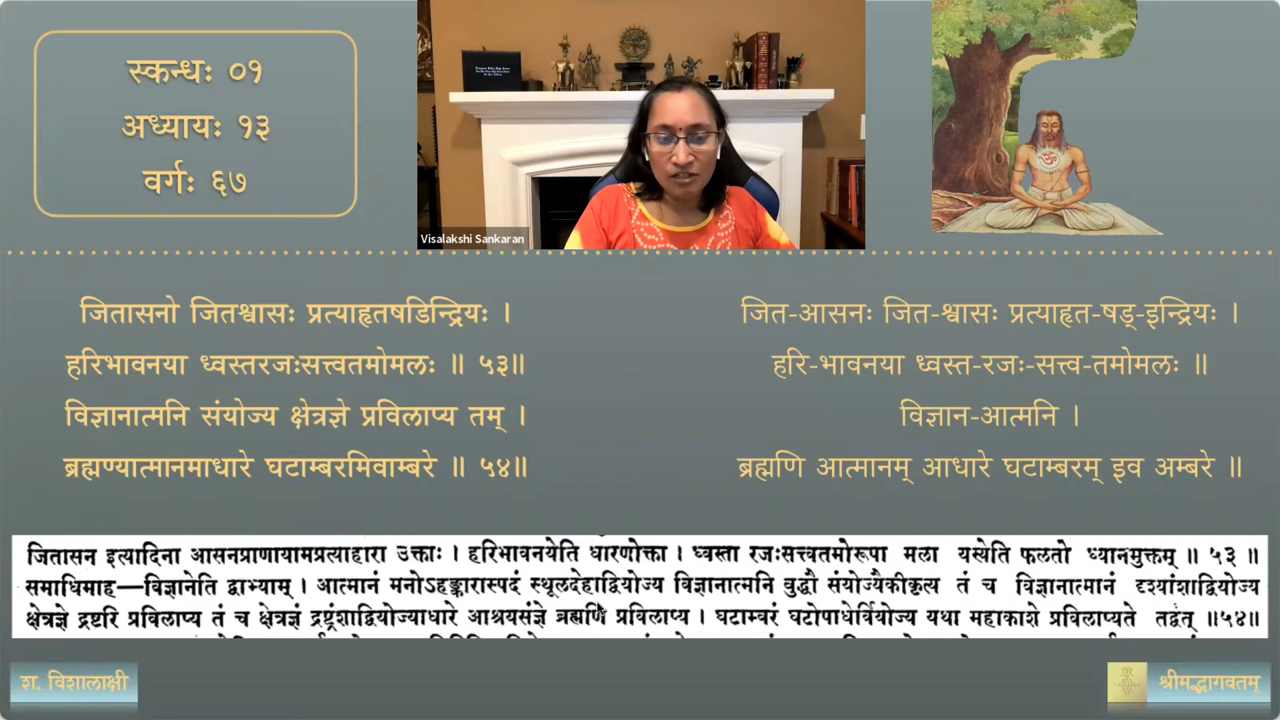 स्कन्धः ०१
अध्यायः १३
वर्गः ६७
Visalakshi Sankaran
जितासनो जितश्वासः प्रत्याहृतषडिन्द्रियः ।
हरिभावनया ध्वस्तरजःसत्त्वतमोमलः ॥ ५३॥
विज्ञानात्मनि संयोज्य क्षेत्रज्ञे प्रविलाप्य तम् ।
ब्रह्मण्यात्मानमाधारे घटाम्बरमिवाम्बरे ॥ ५४॥
जित-आसनः जित-श्वासः प्रत्याहृत-षड्-इन्द्रियः ।
हरि-भावनया ध्वस्त-रजः-सत्त्व-तमोमलः ॥
विज्ञान-आत्मनि ।
ब्रह्मणि आत्मानम् आधारे घटाम्बरम् इव अम्बरे ॥
जितासन इत्यादिना आसनप्राणायामप्रत्याहारा उक्ताः । हरिभावनयेति धारणोक्ता । ध्वस्ता रजःसत्त्वतमोरूपा मला यस्येति फलतो ध्यानमुक्तम् ॥ ५३ ॥
समाधिमाह—विज्ञानेति द्वाभ्याम् । आत्मानं मनोऽहङ्कारास्पदं स्थूलदेहाद्वियोज्य विज्ञानात्मनि बुद्धौ संयोज्यैकीकृत्य तं च विज्ञानात्मानं दृश्यांशाद्वियोज्य
क्षेत्रज्ञे द्रष्टरि प्रविलाप्य तं च क्षेत्रज्ञं द्रष्ट्रंशाद्वियोज्याधारे आश्रयसंज्ञे ब्रह्मणि प्रविलाप्य । घटाम्बरं घटोपाधेर्वियोज्य यथा महाकाशे प्रविलाप्यते तद्वत् ॥५४॥
श. विशालाक्षी
श्रीमद्भागवतम्